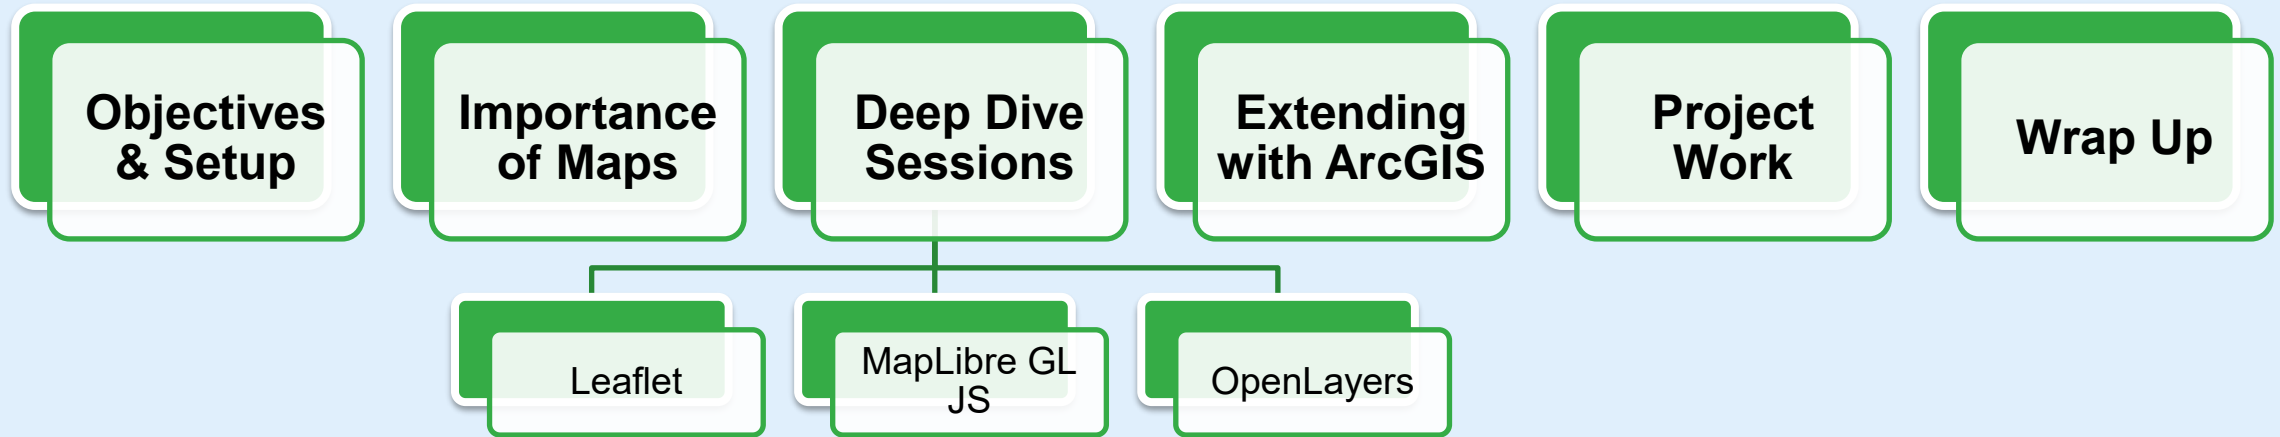 Objectives
& Setup
Importance
of Maps
Deep Dive
Sessions
Extending
with ArcGIS
Project
Work
Wrap Up
Leaflet
MapLibre GL
JS
OpenLayers